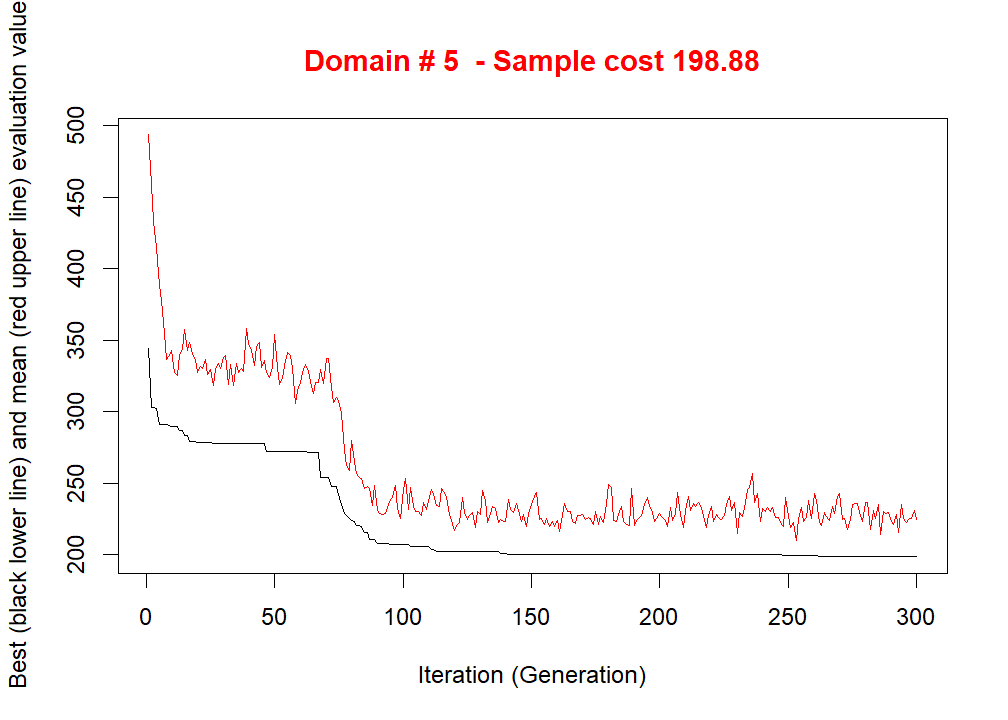 Domain # 5  - Sample cost 198.88
Best (black lower line) and mean (red upper line) evaluation value
500
450
400
350
300
250
200
0 50 100 150 200 250 300
Iteration (Generation)